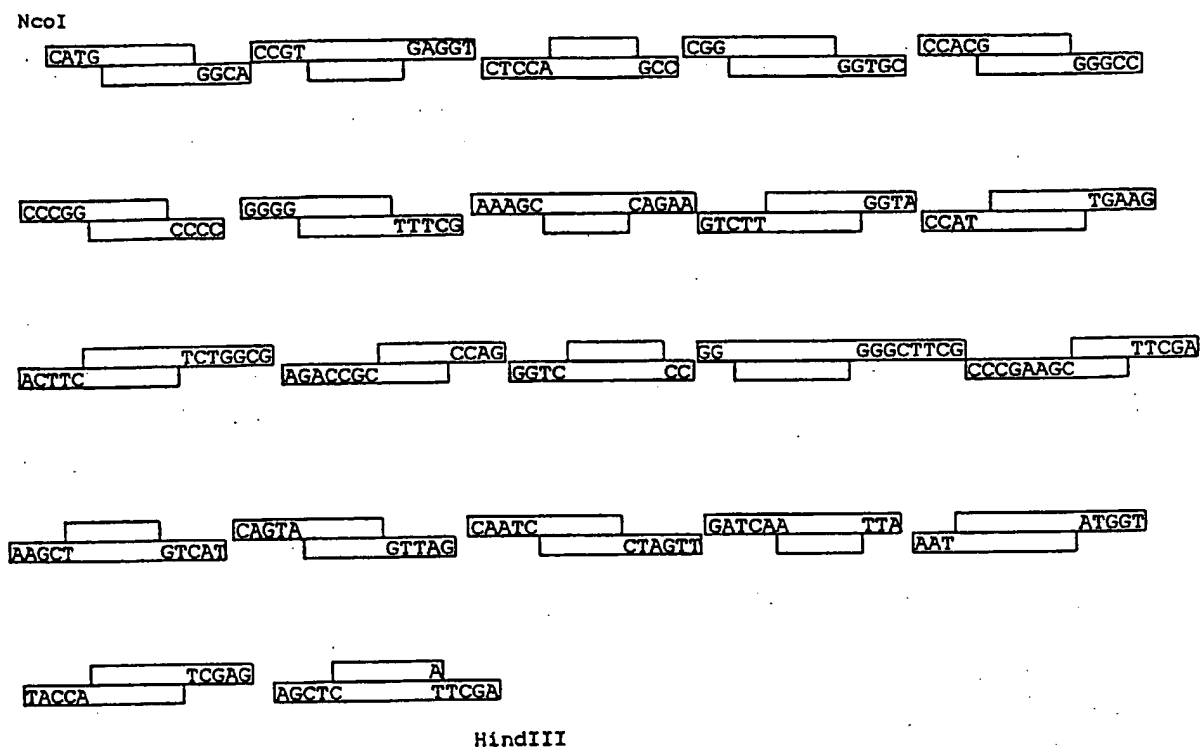 NcoI
CATG CCGT GAGGT CGG CCACG
GGCA CTCCA GCC GGTGC GGGCC
CCCGG GGGG AAAGC CAGAA GGTA TGAAG
CCCC TTTCG GTCTT CCAT
TCTGGCG CCAG GG GGGCTTCG TTCGA
ACTTC AGACCGC GGTC CC CCCGAAGC
CAGTA CAATC GATCAA TTA ATGGT
AAGCT GTCAT GTTAG CTAGTT AAT
TCGAG A
TACCA AGCTC TTCGA
HindIII